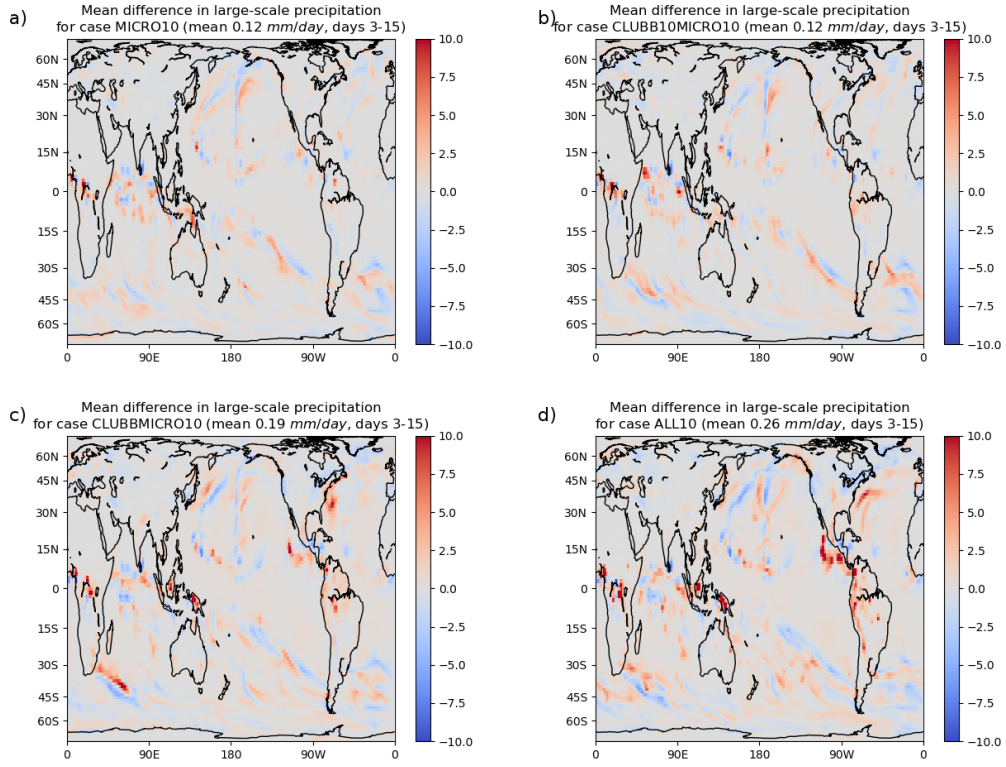 a)
Mean difference in large-scale precipitation
for case MICRO10 (mean 0.12 mm/day, days 3-15)
60N
45N
30N
15N
0
15S
30S
45S
60S
0
90E
180
90W
0
10.0
7.5
5.0
2.5
0.0
−2.5
−5.0
−7.5
−10.0
b)
Mean difference in large-scale precipitation
for case CLUBB10MICRO10 (mean 0.12 mm/day, days 3-15)
60N
45N
30N
15N
0
15S
30S
45S
60S
0
90E
180
90W
0
10.0
7.5
5.0
2.5
0.0
−2.5
−5.0
−7.5
−10.0
c)
Mean difference in large-scale precipitation
for case CLUBBMICRO10 (mean 0.19 mm/day, days 3-15)
60N
45N
30N
15N
0
15S
30S
45S
60S
0
90E
180
90W
0
10.0
7.5
5.0
2.5
0.0
−2.5
−5.0
−7.5
−10.0
d)
Mean difference in large-scale precipitation
for case ALL10 (mean 0.26 mm/day, days 3-15)
60N
45N
30N
15N
0
15S
30S
45S
60S
0
90E
180
90W
0
10.0
7.5
5.0
2.5
0.0
−2.5
−5.0
−7.5
−10.0